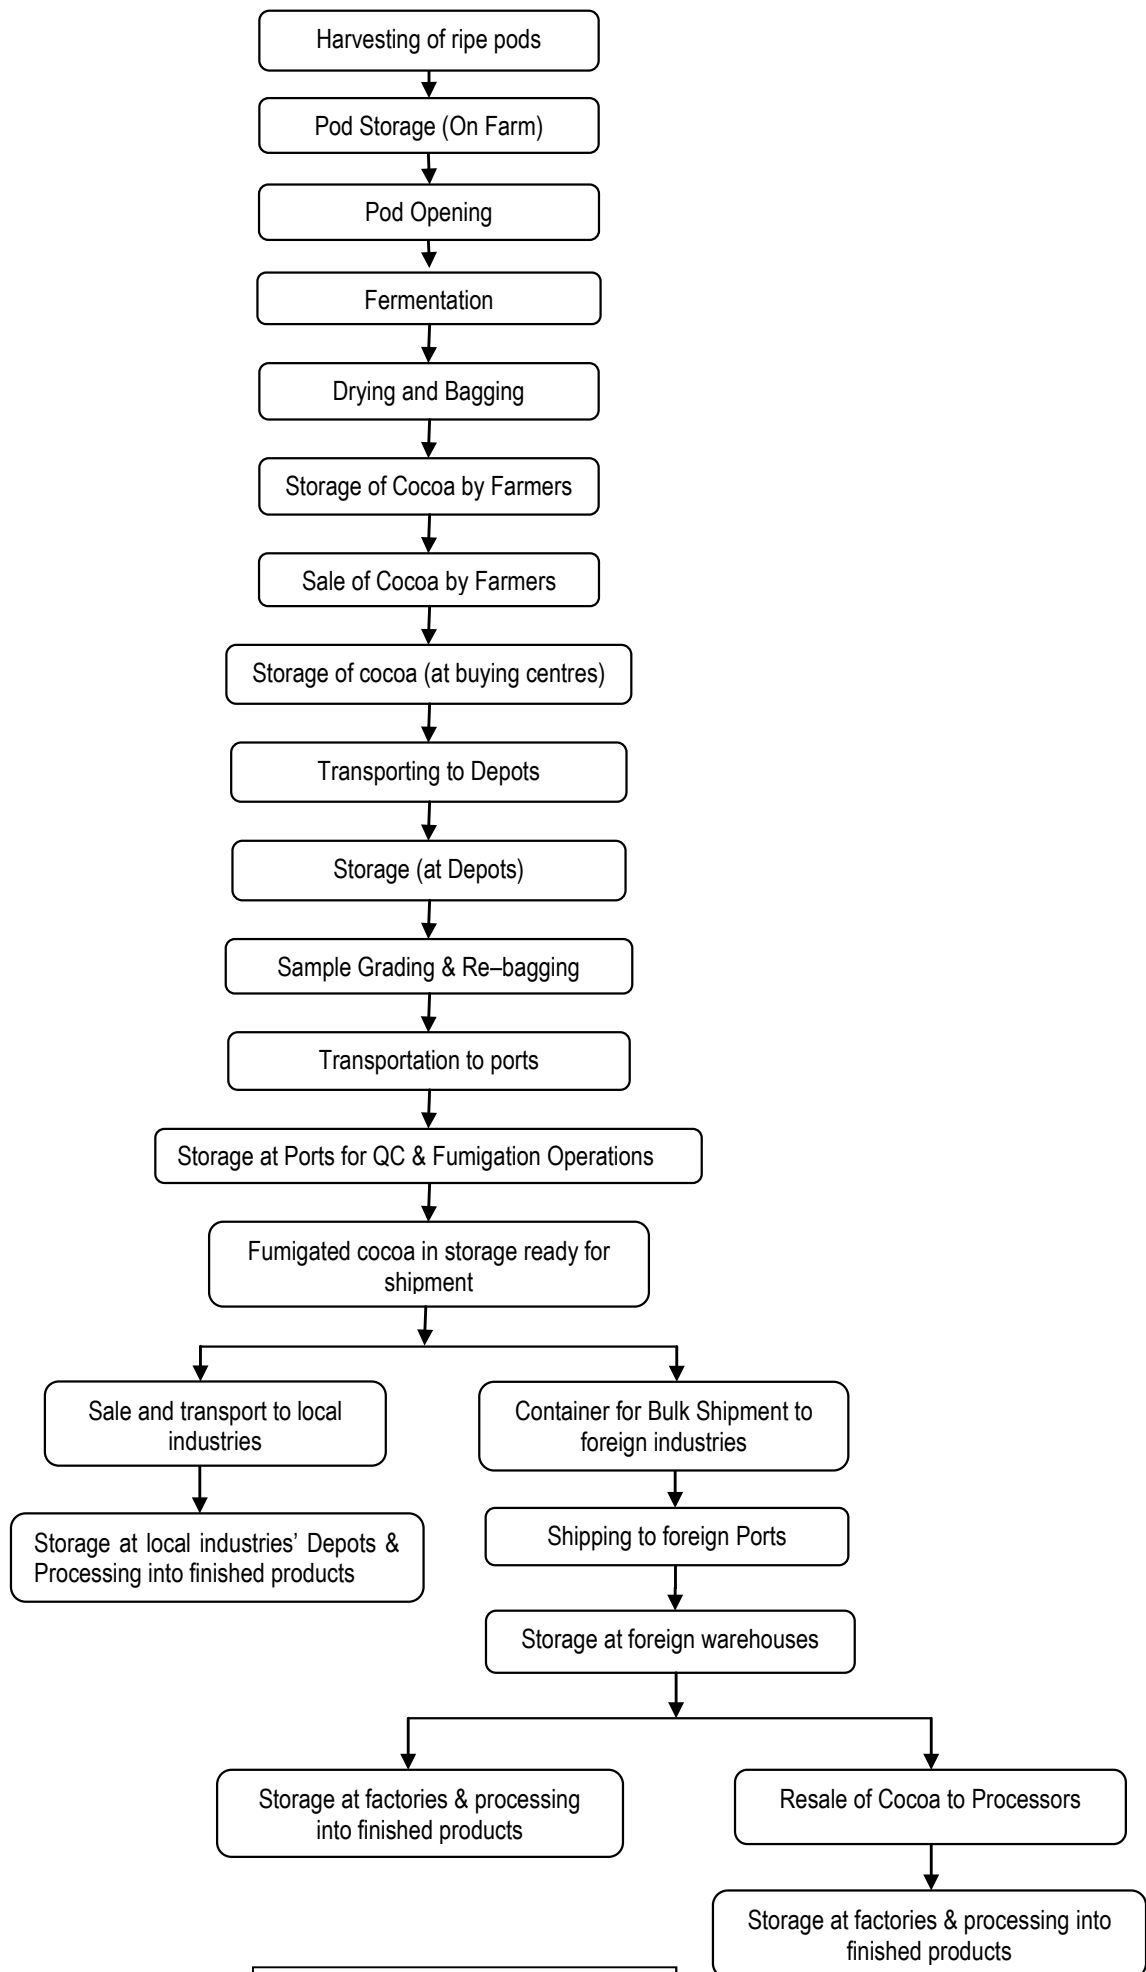 Harvesting of ripe pods
Pod Storage (On Farm)
Pod Opening
Fermentation
Drying and Bagging
Storage of Cocoa by Farmers
Sale of Cocoa by Farmers
Storage of cocoa (at buying centres)
Transporting to Depots
Storage (at Depots)
Sample Grading & Re–bagging
Transportation to ports
Storage at Ports for QC & Fumigation Operations
Fumigated cocoa in storage ready for
shipment
Sale and transport to local
industries
Container for Bulk Shipment to
foreign industries
Storage at local industries’ Depots &
Processing into finished products
Shipping to foreign Ports
Storage at foreign warehouses
Storage at factories & processing
into finished products
Resale of Cocoa to Processors
Storage at factories & processing into
finished products